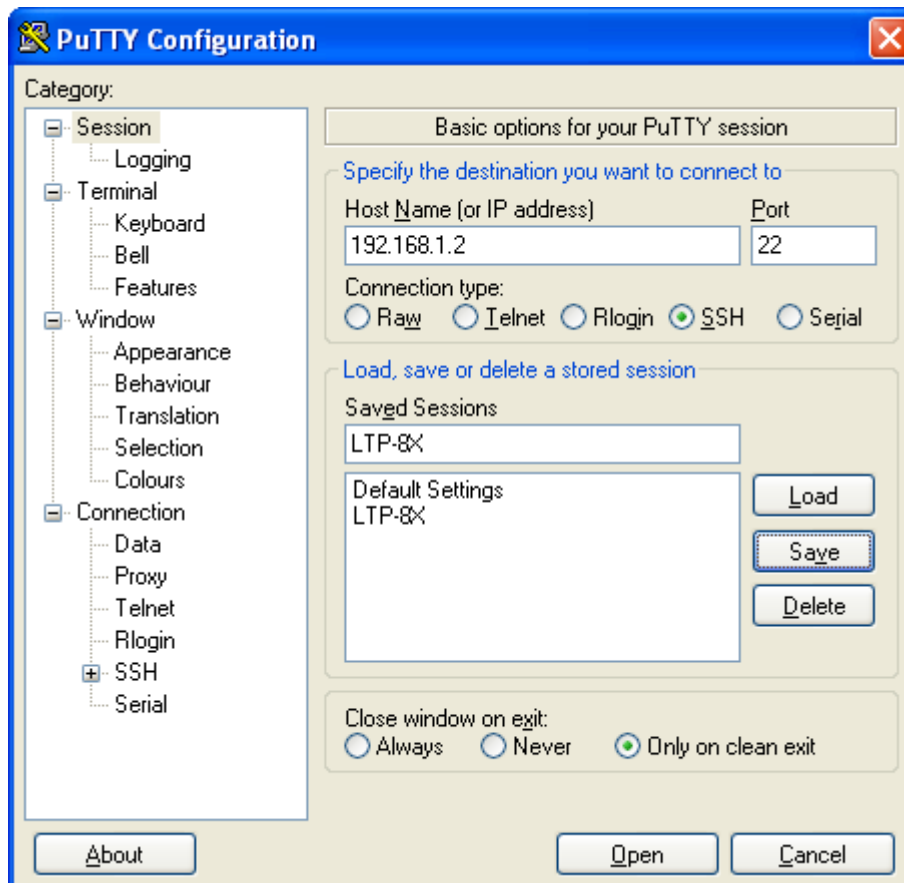 PuTTY Configuration
Category:
Session
Logging
Terminal
Keyboard
Bell
Features
Window
Appearance
Behaviour
Translation
Selection
Colours
Connection
Data
Proxy
Telnet
Rlogin
SSH
Serial
Basic options for your PuTTY session
Specify the destination you want to connect to
Host Name (or IP address) Port
192.168.1.2 22
Connection type:
Raw Telnet Rlogin SSH Serial
Load, save or delete a stored session
Saved Sessions
LTP-8X
Default Settings
LTP-8X
Load
Save
Delete
Close window on exit:
Always Never Only on clean exit
About Open Cancel